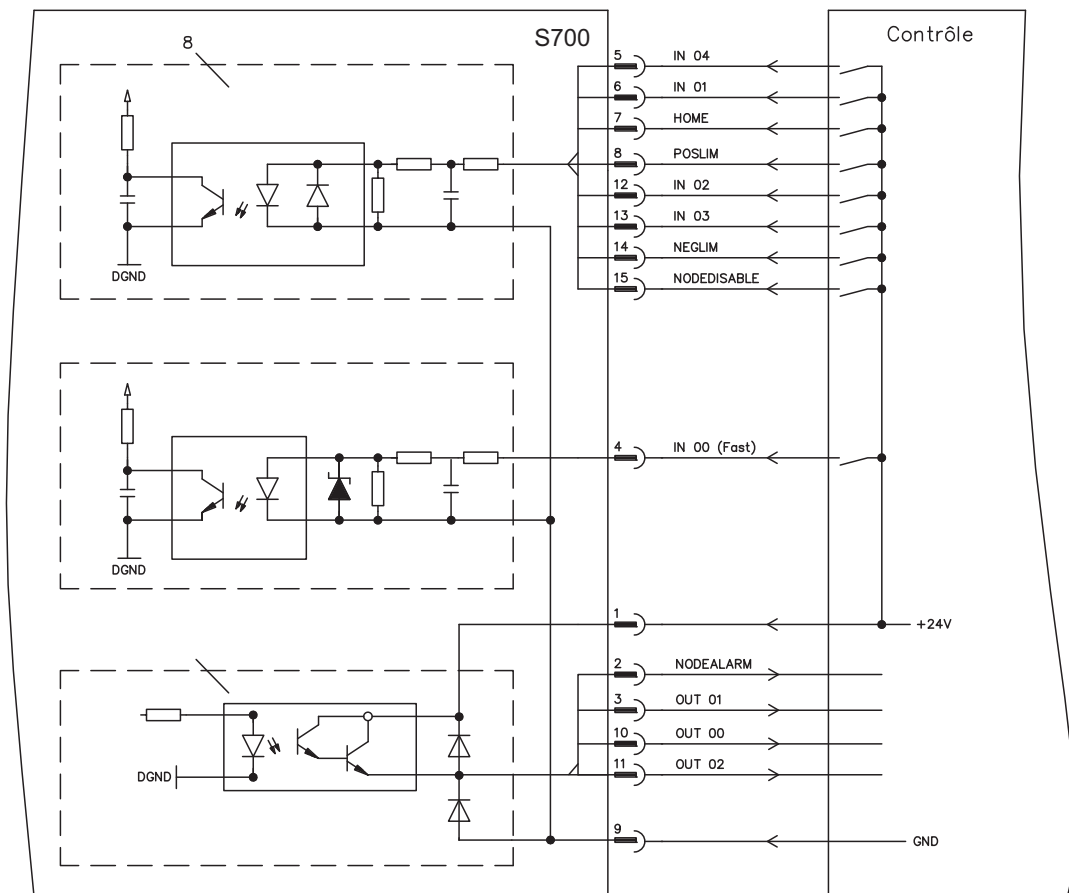 8
S700
Contrôle
5 IN 04
6 IN 01
7 HOME
8 POSLIM
12 IN 02
13 IN 03
14 NEGLIM
15 NODEDISABLE
DGND
4 IN 00 (Fast)
DGND
1 +24V
2 NODEALARM
3 OUT 01
10 OUT 00
11 OUT 02
DGND
9 GND